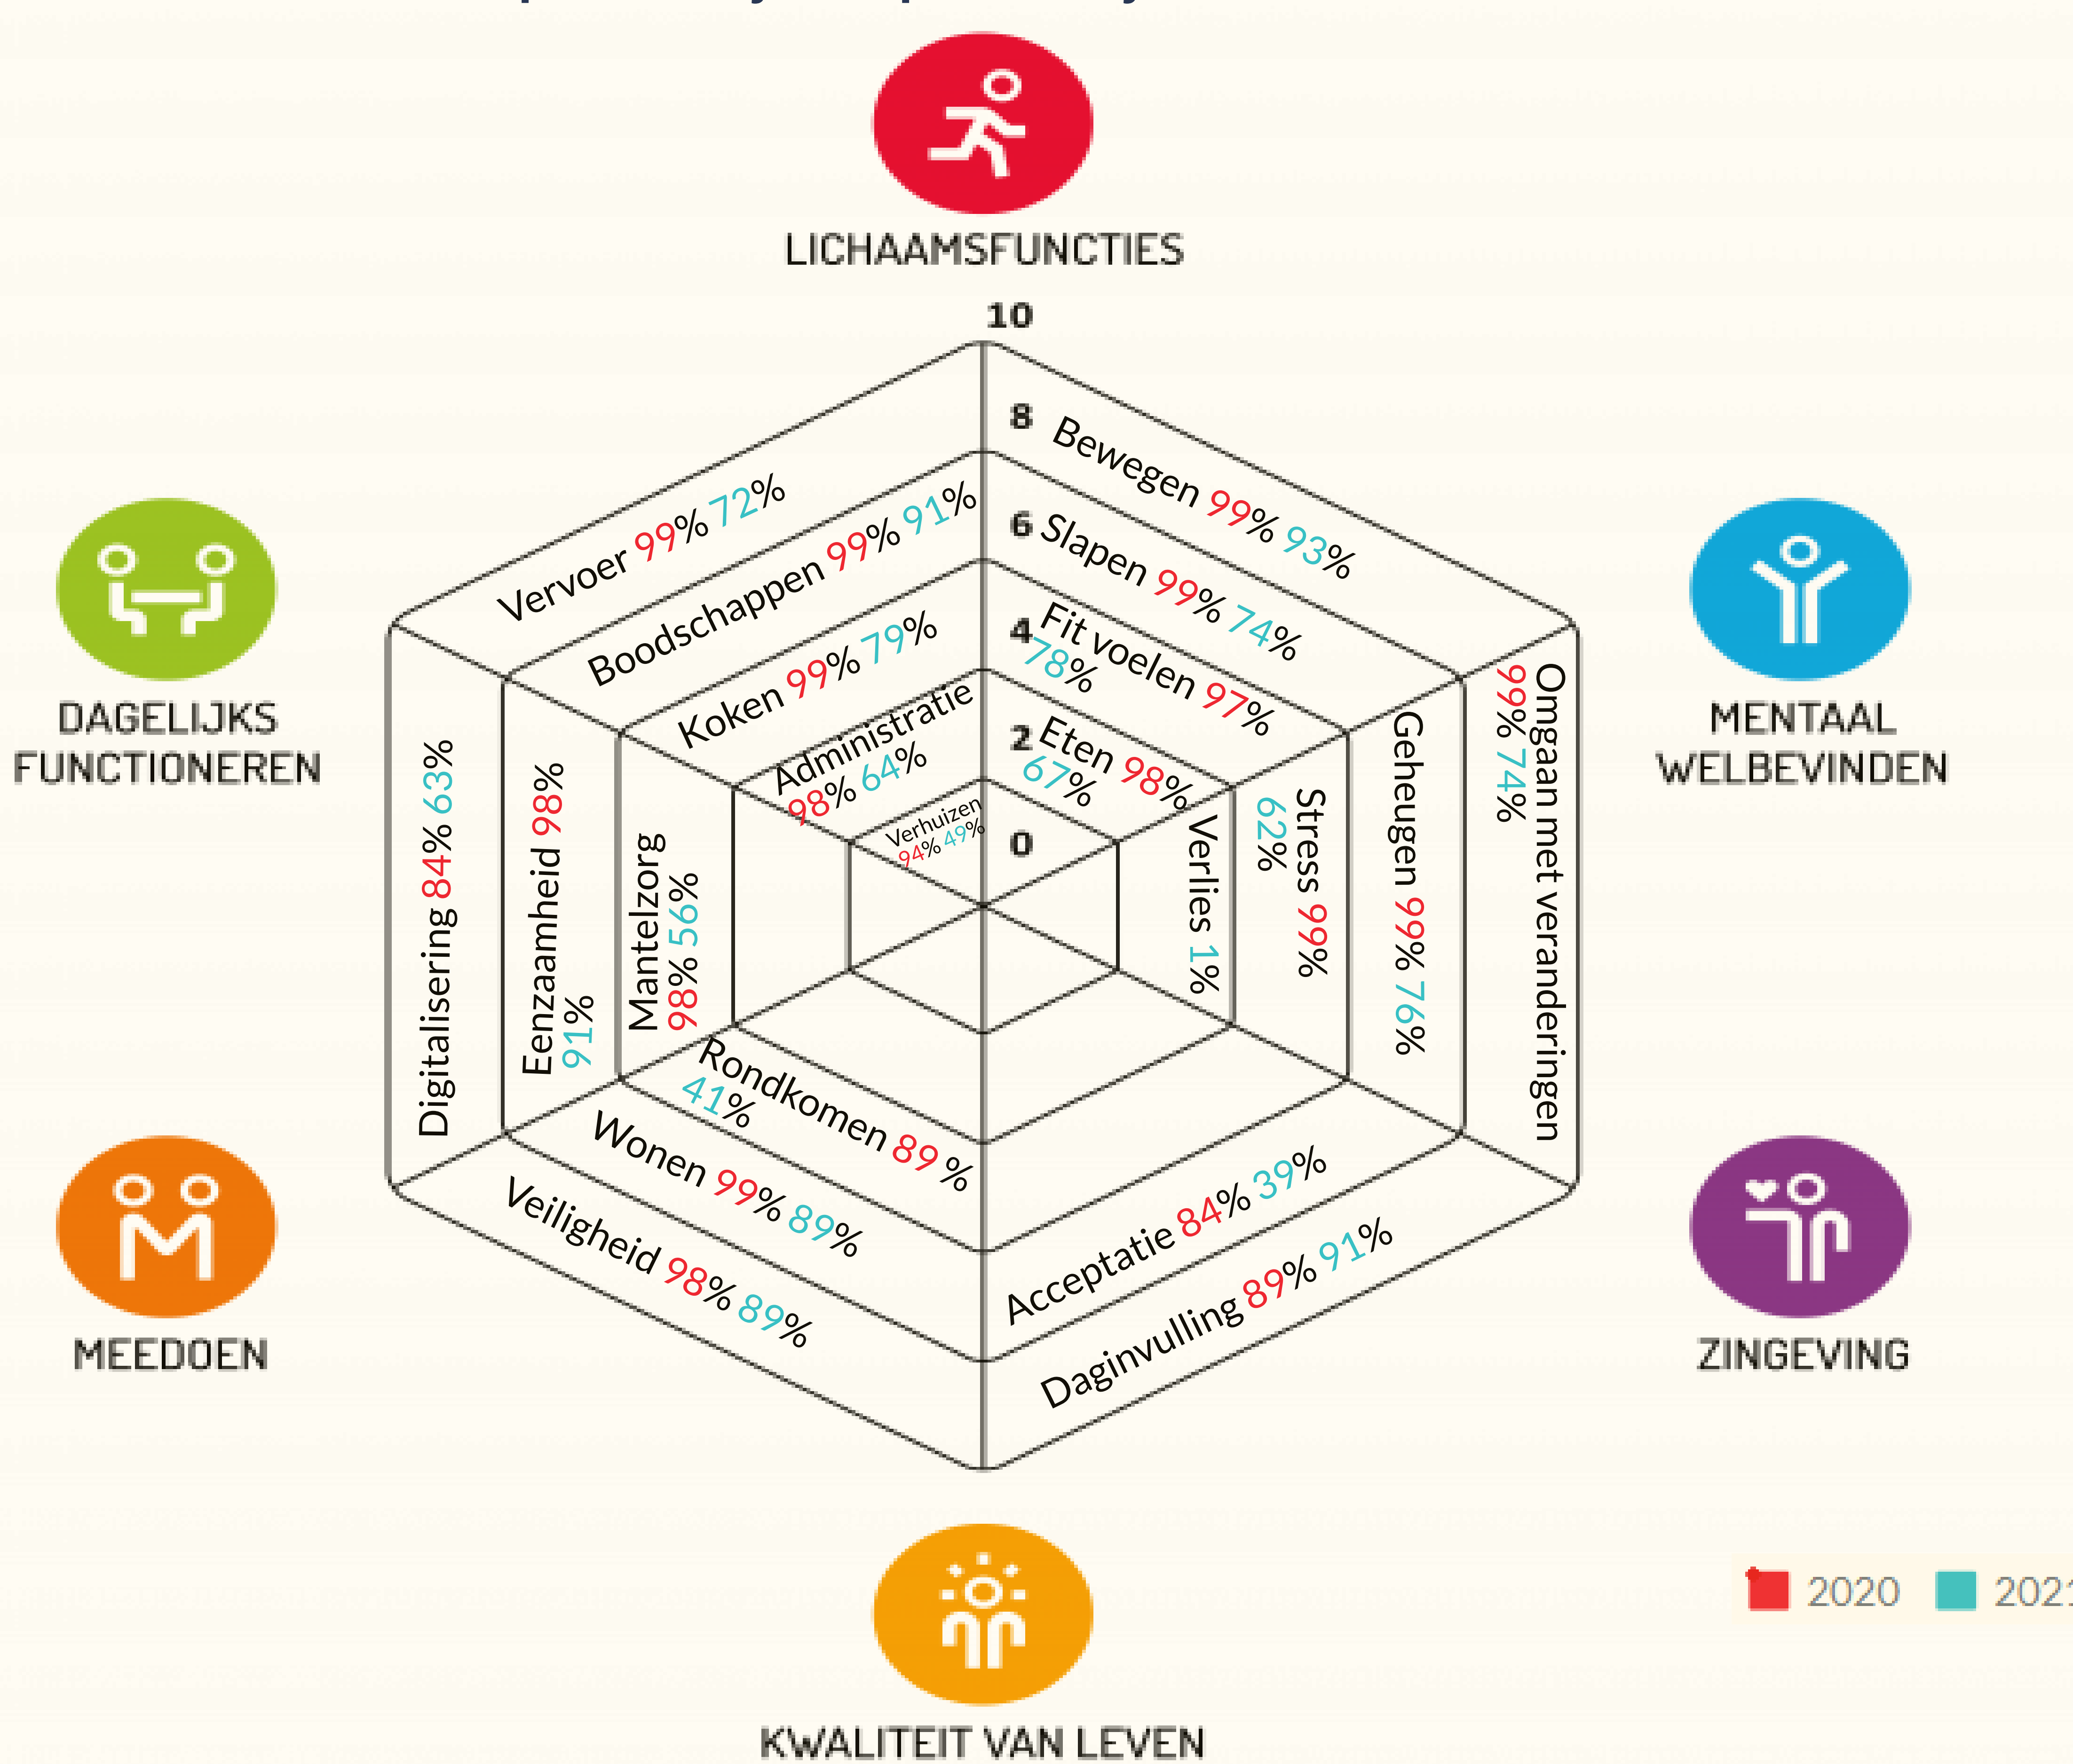 LICHAAMSFUNCTIES
10
8
6
4
2
0
Bewegen 99% 93%
Slapen 99% 74%
Fit voelen 97%
78%
Eten 98%
67%
Vervoer 99% 72%
Boodschappen 99% 91%
Koken 99% 79%
Administratie
98% 64%
Verhuizen
94% 49%
DAGELIJKS
FUNCTIONEREN
MENTAAL
WELBEVINDEN
Omgaan met veranderingen
99% 74%
Geheugen 99% 76%
Stress 99%
62%
Verlies 1%
Digitalisering 84% 63%
Eenzaamheid 98%
91%
Mantelzorg
98% 56%
Rondkomen 89 %
41%
Wonen 99% 89%
Veiligheid 98% 89%
Acceptatie 84% 39%
Daginvulling 89% 91%
MEEDOEN
ZINGEVING
2020
2021
KWALITEIT VAN LEVEN